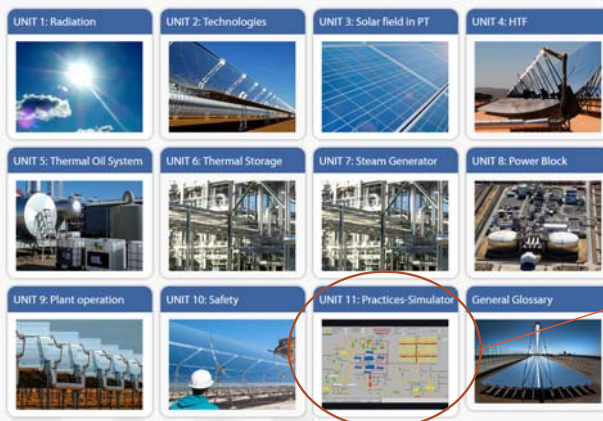 UNIT 1: Radiation
UNIT 2: Technologies
UNIT 3: Solar field in PT
UNIT 4: HTF
UNIT 5: Thermal Oil System
UNIT 6: Thermal Storage
UNIT 7: Steam Generator
UNIT 8: Power Block
UNIT 9: Plant operation
UNIT 10: Safety
UNIT 11: Practices-Simulator
General Glossary